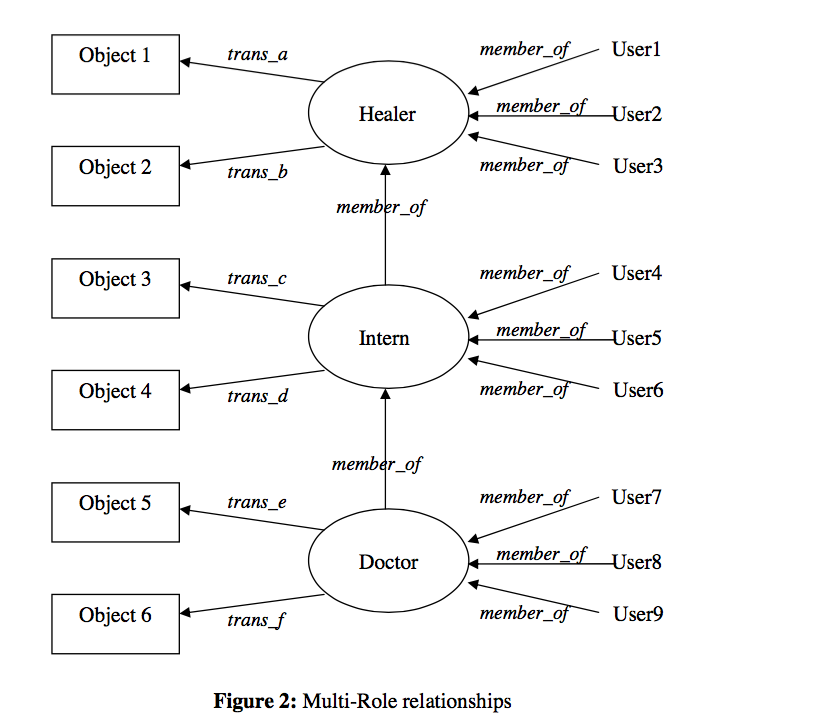 Object 1
trans_a
member_of
User1
Healer
member_of
User2
Object 2
trans_b
member_of
User3
member_of
Object 3
trans_c
member_of
User4
Intern
member_of
User5
Object 4
trans_d
member_of
User6
member_of
Object 5
trans_e
member_of
User7
Doctor
member_of
User8
Object 6
trans_f
member_of
User9
Figure 2: Multi-Role relationships